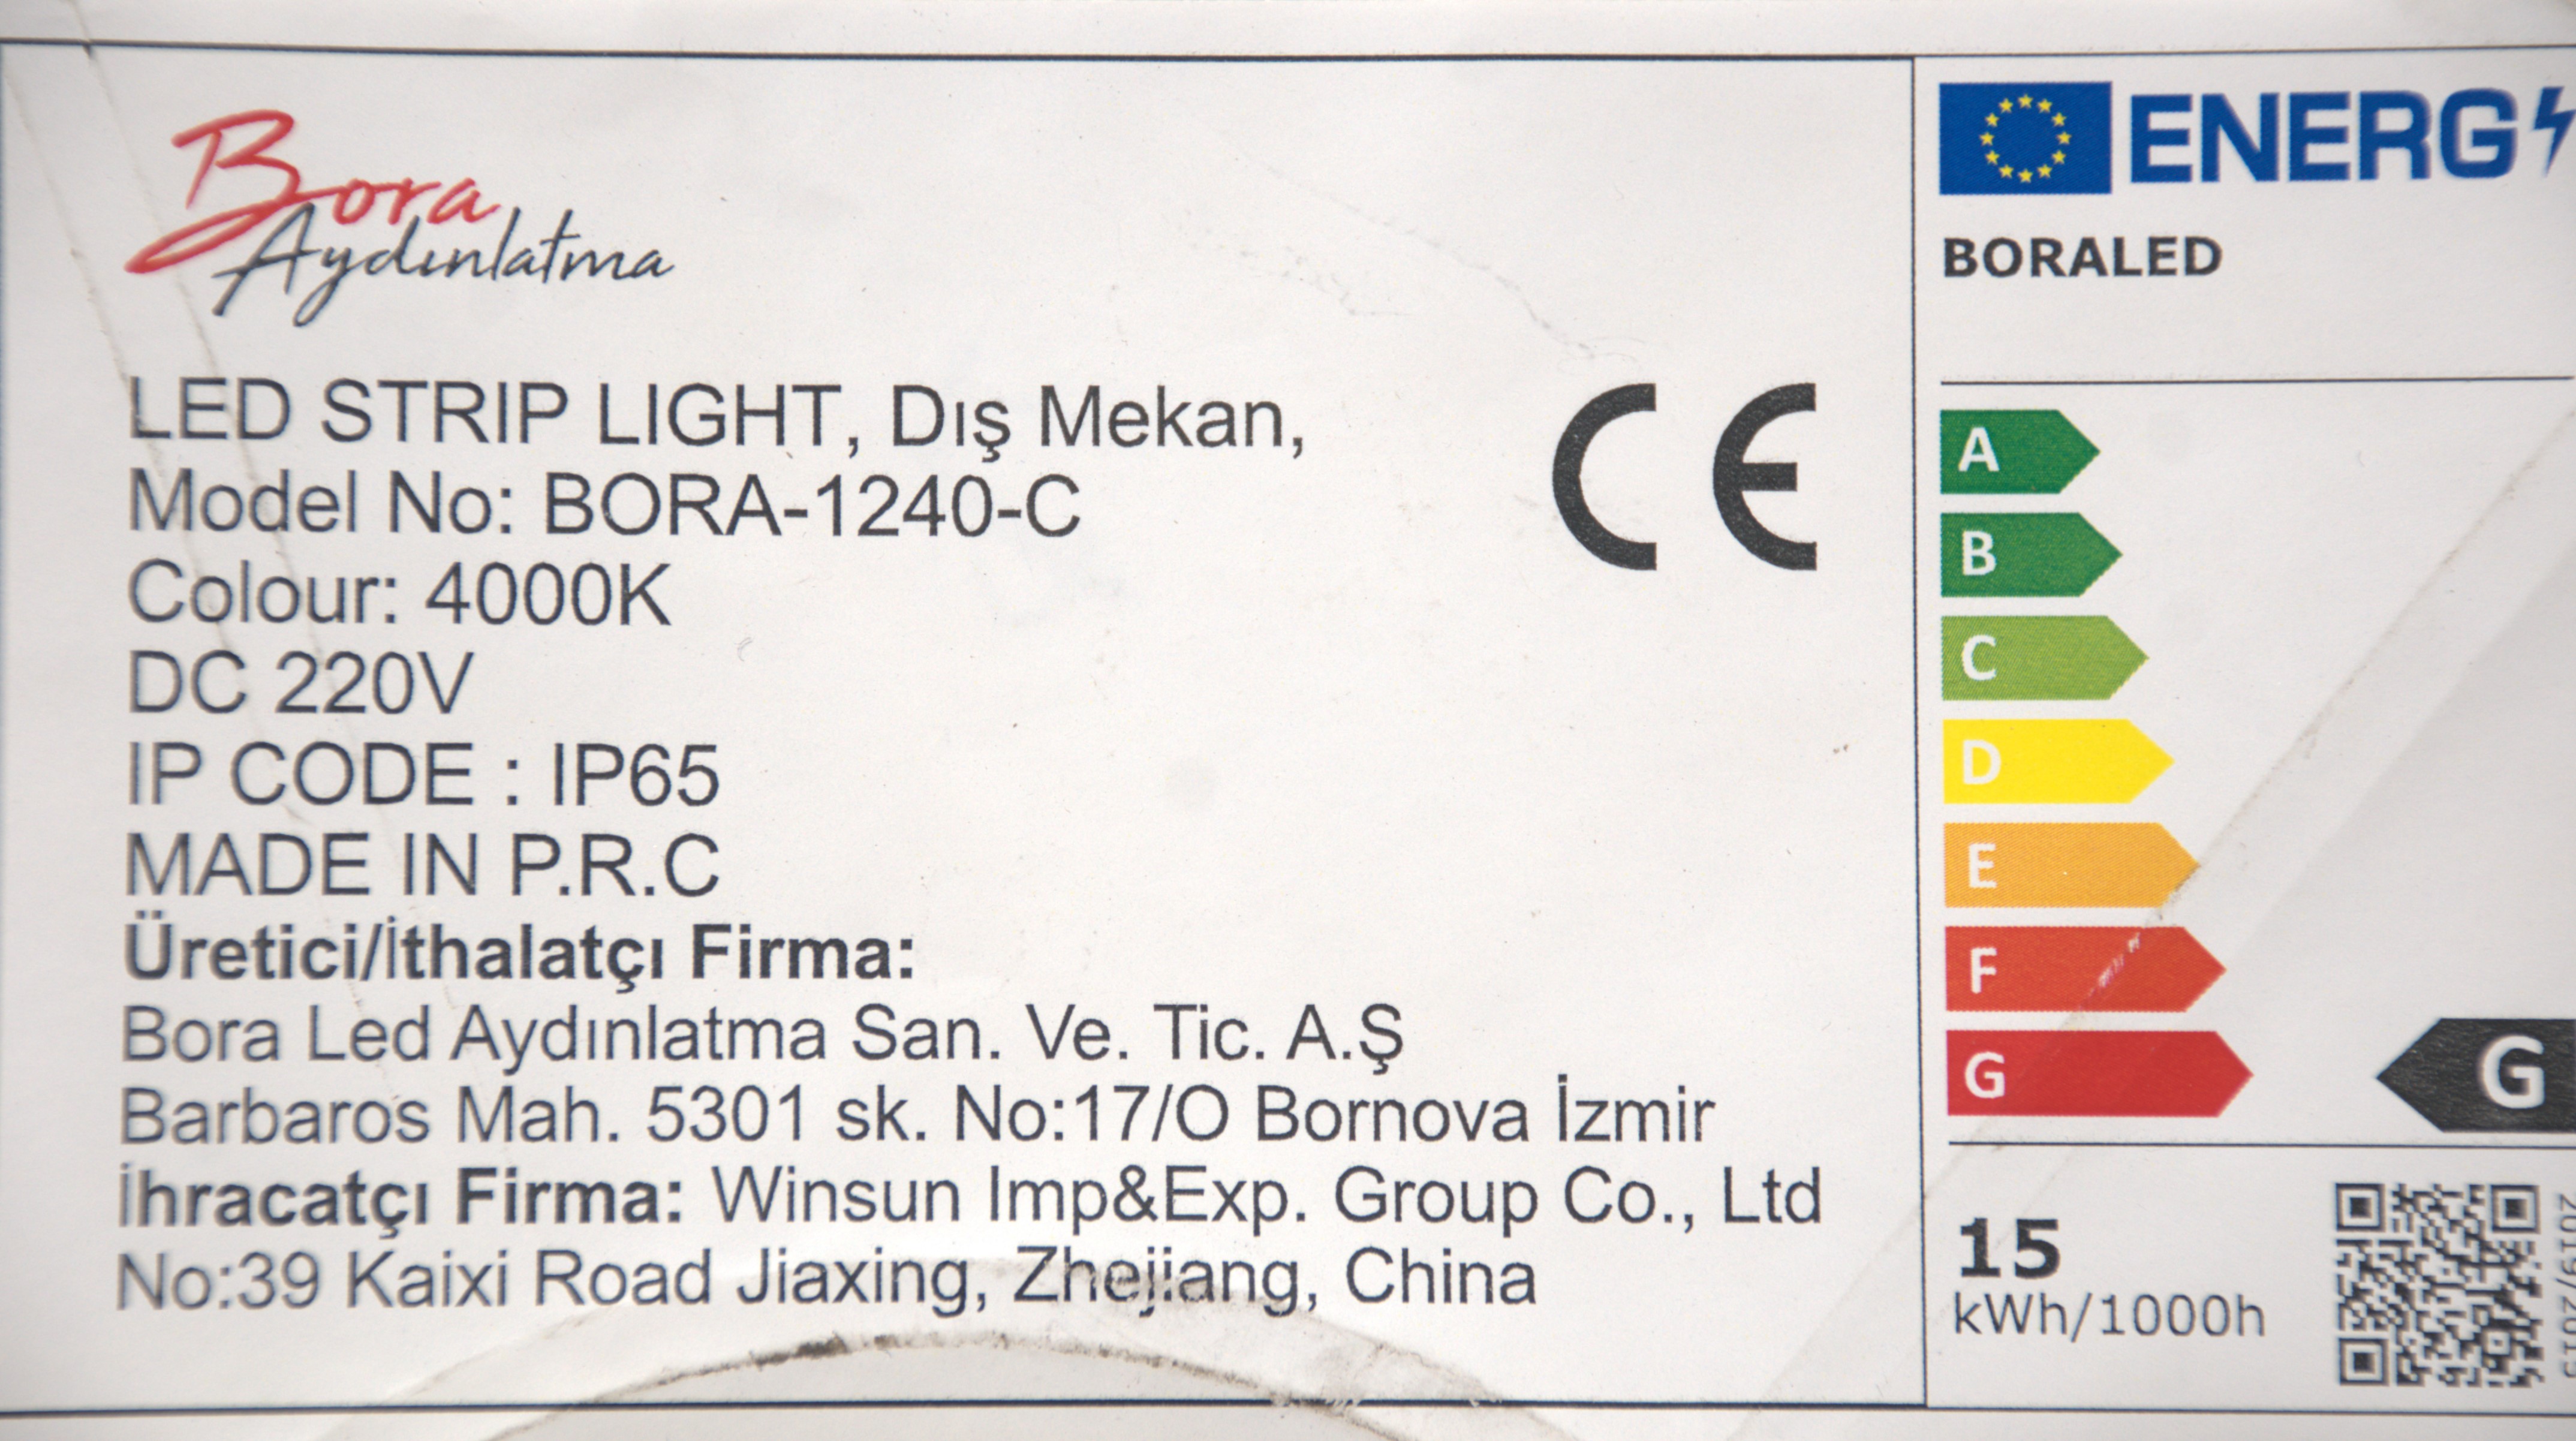 Bora
Aydınlatma
LED STRIP LIGHT, Dış Mekan,
Model No: BORA-1240-C
Colour: 4000K
DC 220V
IP CODE : IP65
MADE IN P.R.C
Üretici/İthalatçı Firma:
Bora Led Aydınlatma San. Ve. Tic. A.Ş
Barbaros Mah. 5301 sk. No:17/O Bornova İzmir
İhracatçı Firma: Winsun Imp&Exp. Group Co., Ltd
No:39 Kaixi Road Jiaxing, Zhejiang, China
CE
ENERG
BORALED
A
B
C
D
E
F
G
G
15
kWh/1000h
2019/2015